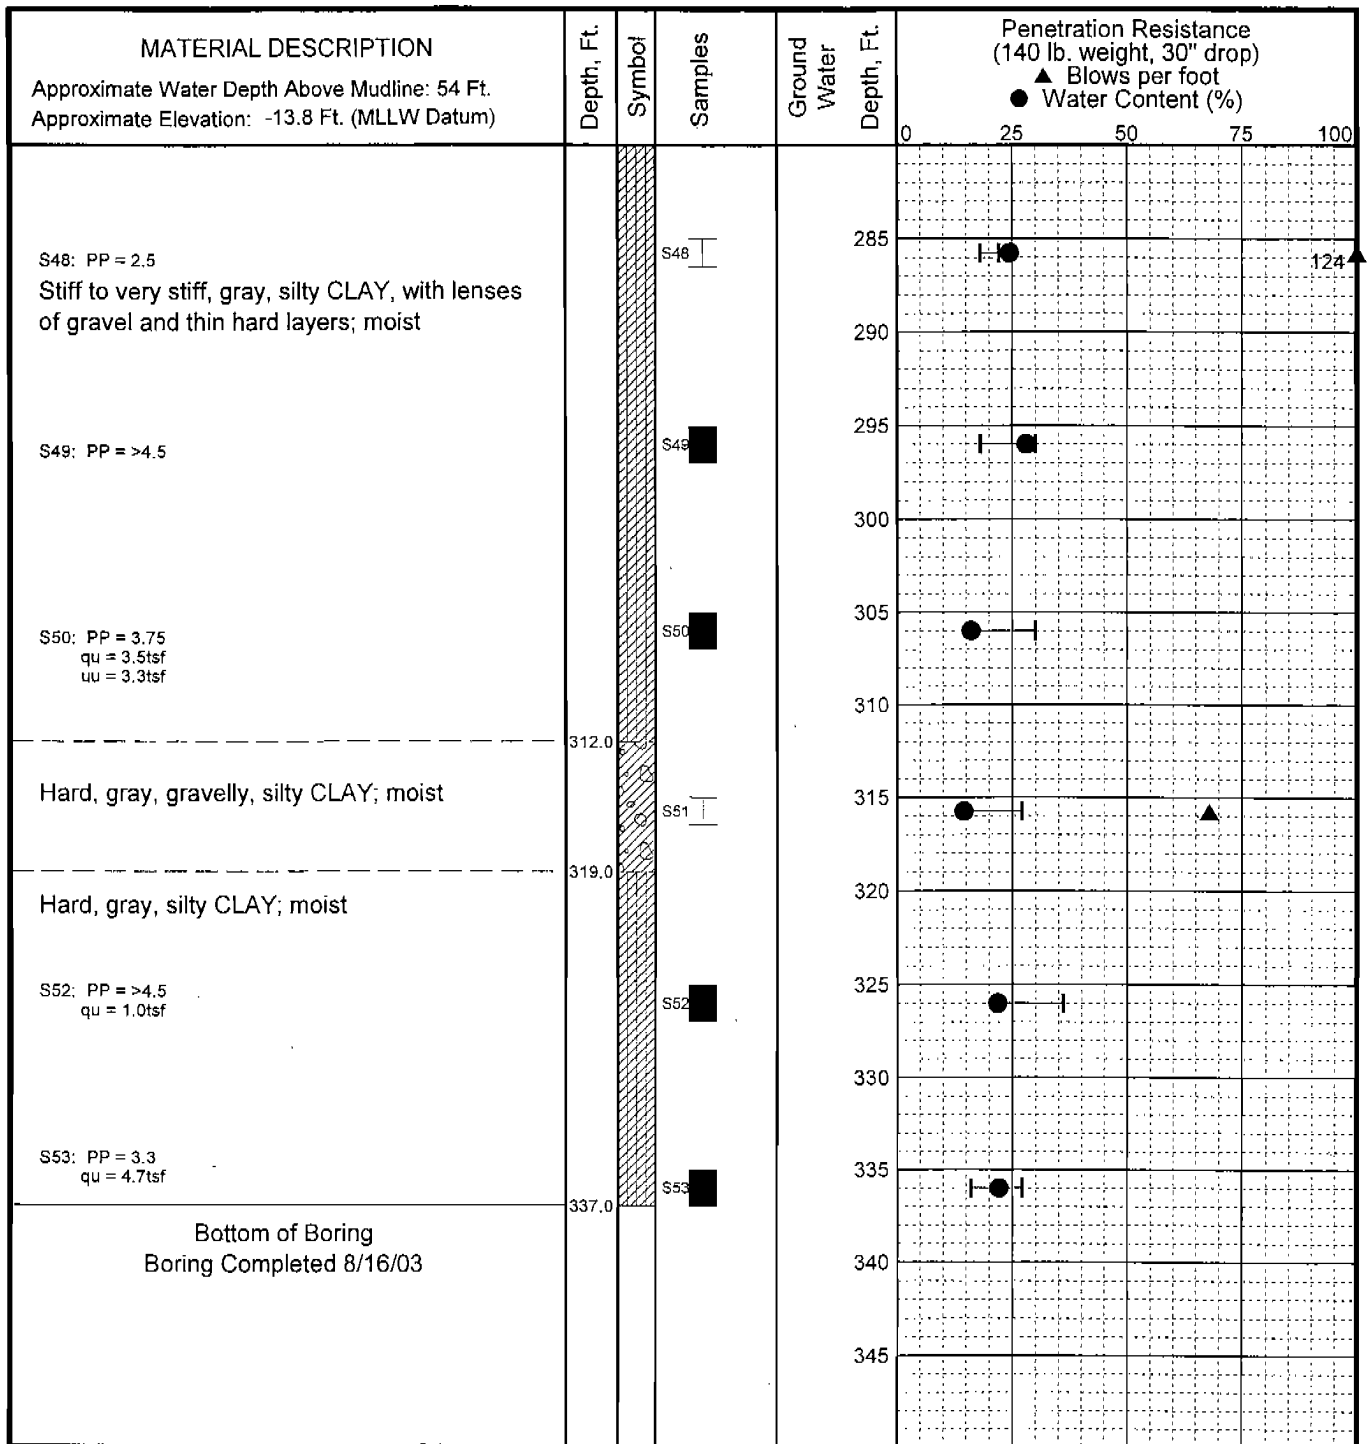 MATERIAL DESCRIPTION
Approximate Water Depth Above Mudline: 54 Ft.
Approximate Elevation: -13.8 Ft. (MLLW Datum)
Depth, Ft.
Symbol
Samples
Ground
Water
Depth, Ft.
Penetration Resistance
(140 lb. weight, 30" drop)
▲ Blows per foot
● Water Content (%)
0 25 50 75 100
S48: PP = 2.5
Stiff to very stiff, gray, silty CLAY, with lenses
of gravel and thin hard layers; moist
S49: PP = >4.5
S50: PP = 3.75
qu = 3.5tsf
uu = 3.3tsf
Hard, gray, gravelly, silty CLAY; moist
Hard, gray, silty CLAY; moist
S52: PP = >4.5
qu = 1.0tsf
S53: PP = 3.3
qu = 4.7tsf
Bottom of Boring
Boring Completed 8/16/03
312.0
319.0
337.0
S48
S49
S50
S51
S52
S53
285
290
295
300
305
310
315
320
325
330
335
340
345
124